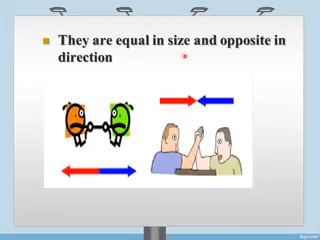 They are equal in size and opposite in
direction